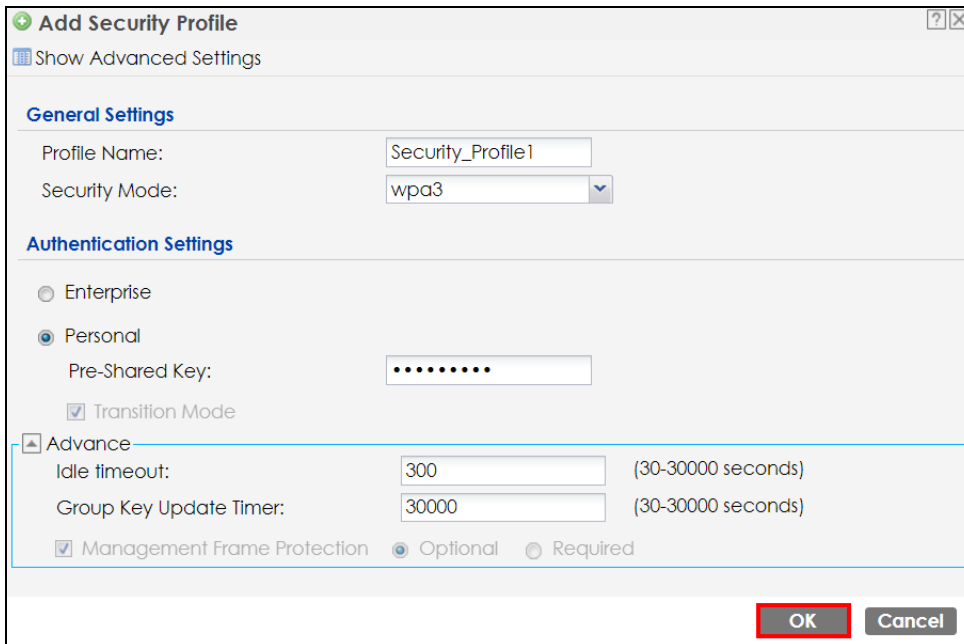 Add Security Profile ?
Show Advanced Settings
General Settings
Profile Name: Security_Profile1
Security Mode: wpa3
Authentication Settings
Enterprise
Personal
Pre-Shared Key: •••••••••
Transition Mode
Advance
Idle timeout: 300 (30-30000 seconds)
Group Key Update Timer: 30000 (30-30000 seconds)
Management Frame Protection Optional Required
OK Cancel